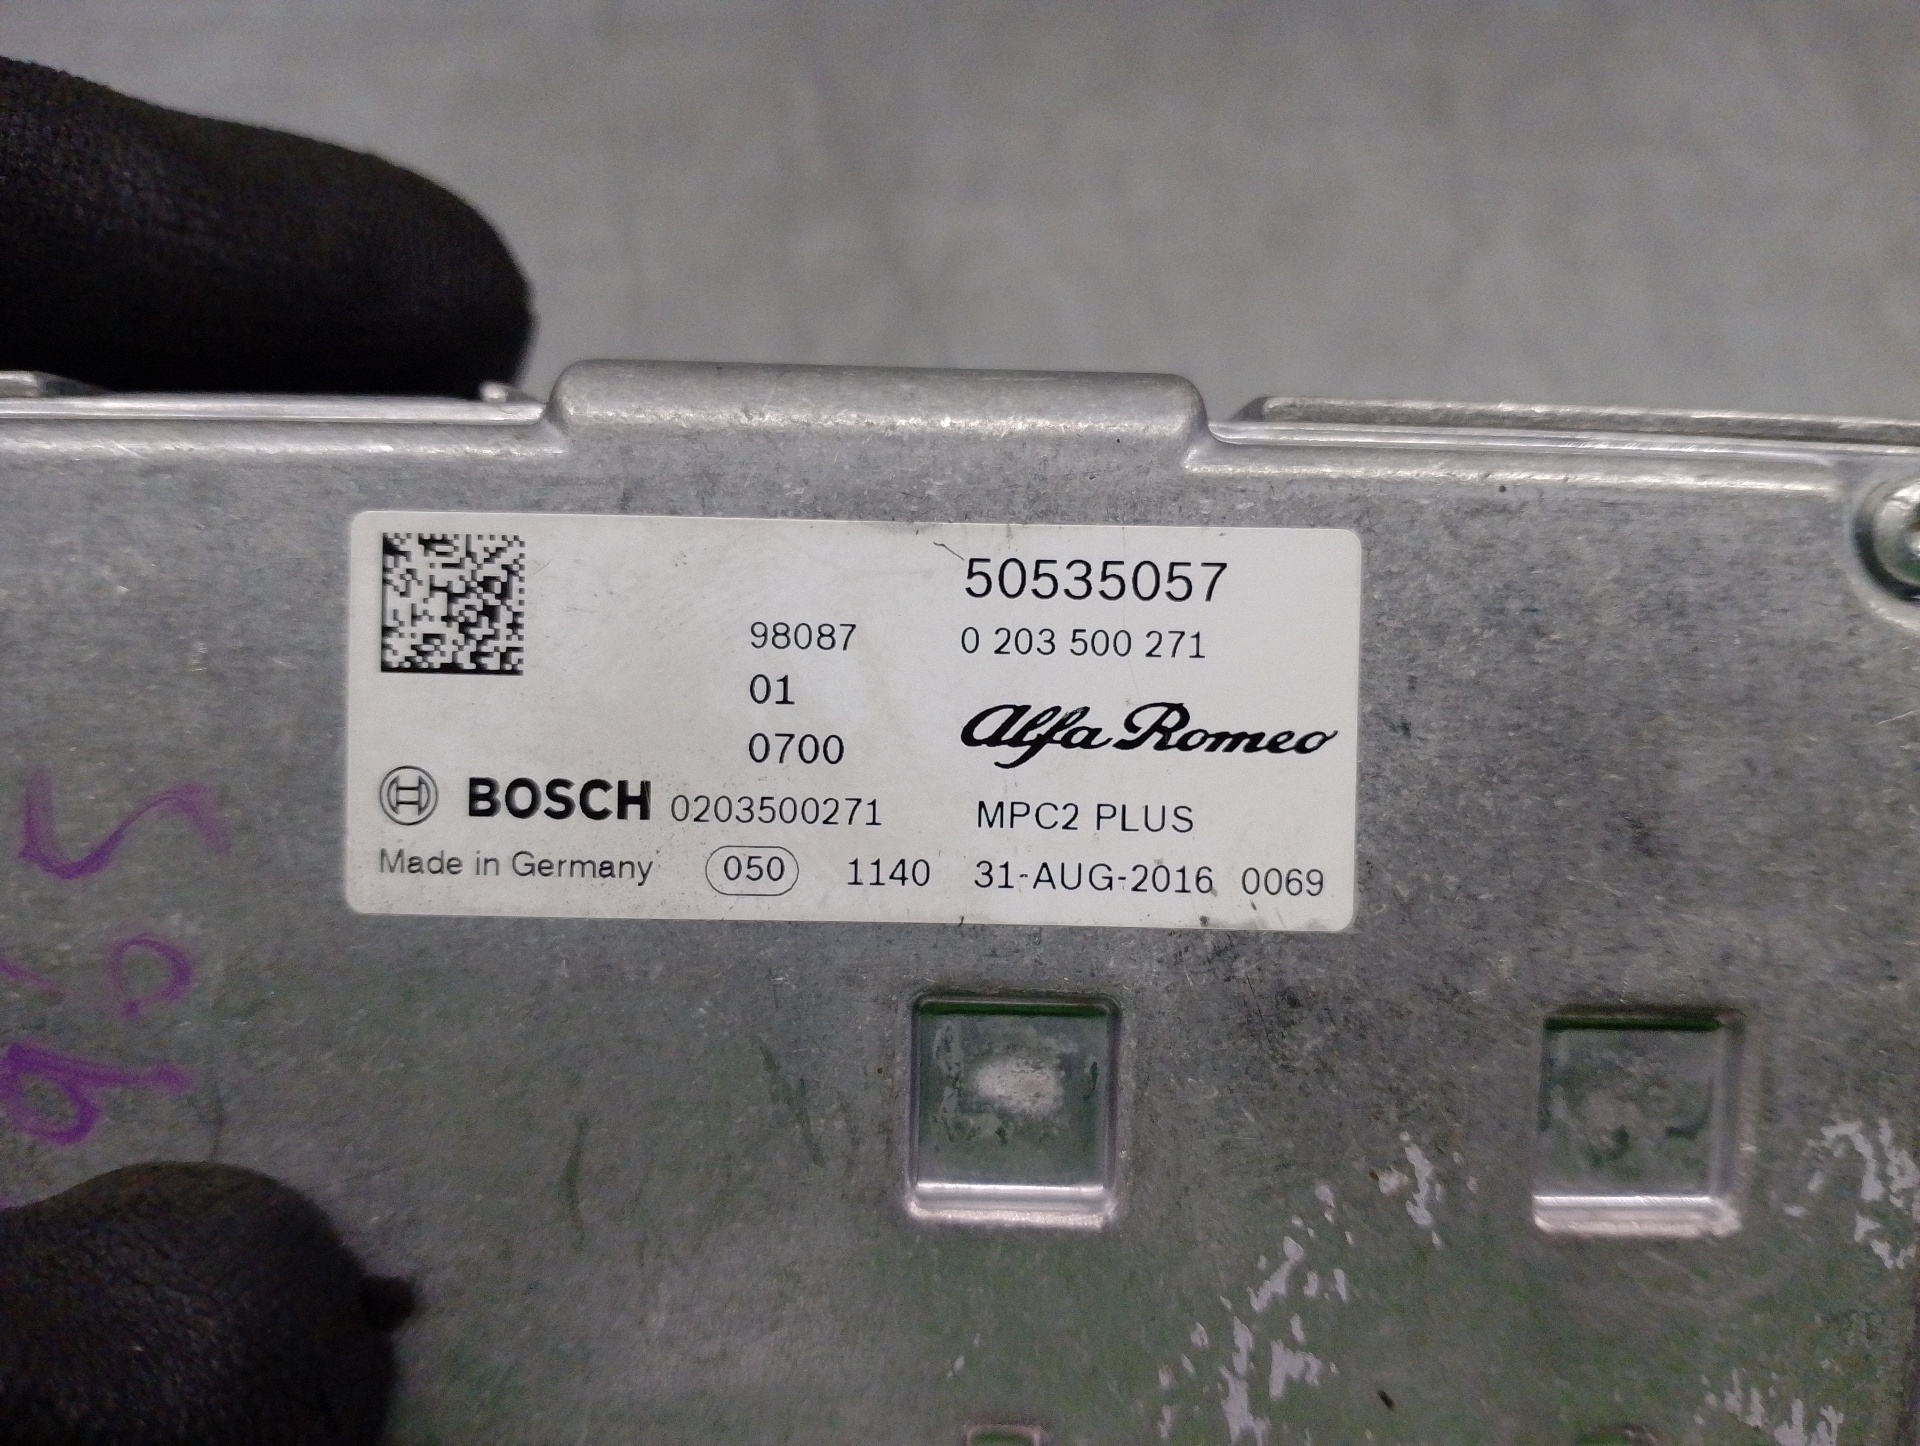 50535057
98087 0 203 500 271
01
Alfa Romeo
0700
BOSCH 0203500271 MPC2 PLUS
Made in Germany 050 1140 31-AUG-2016 0069